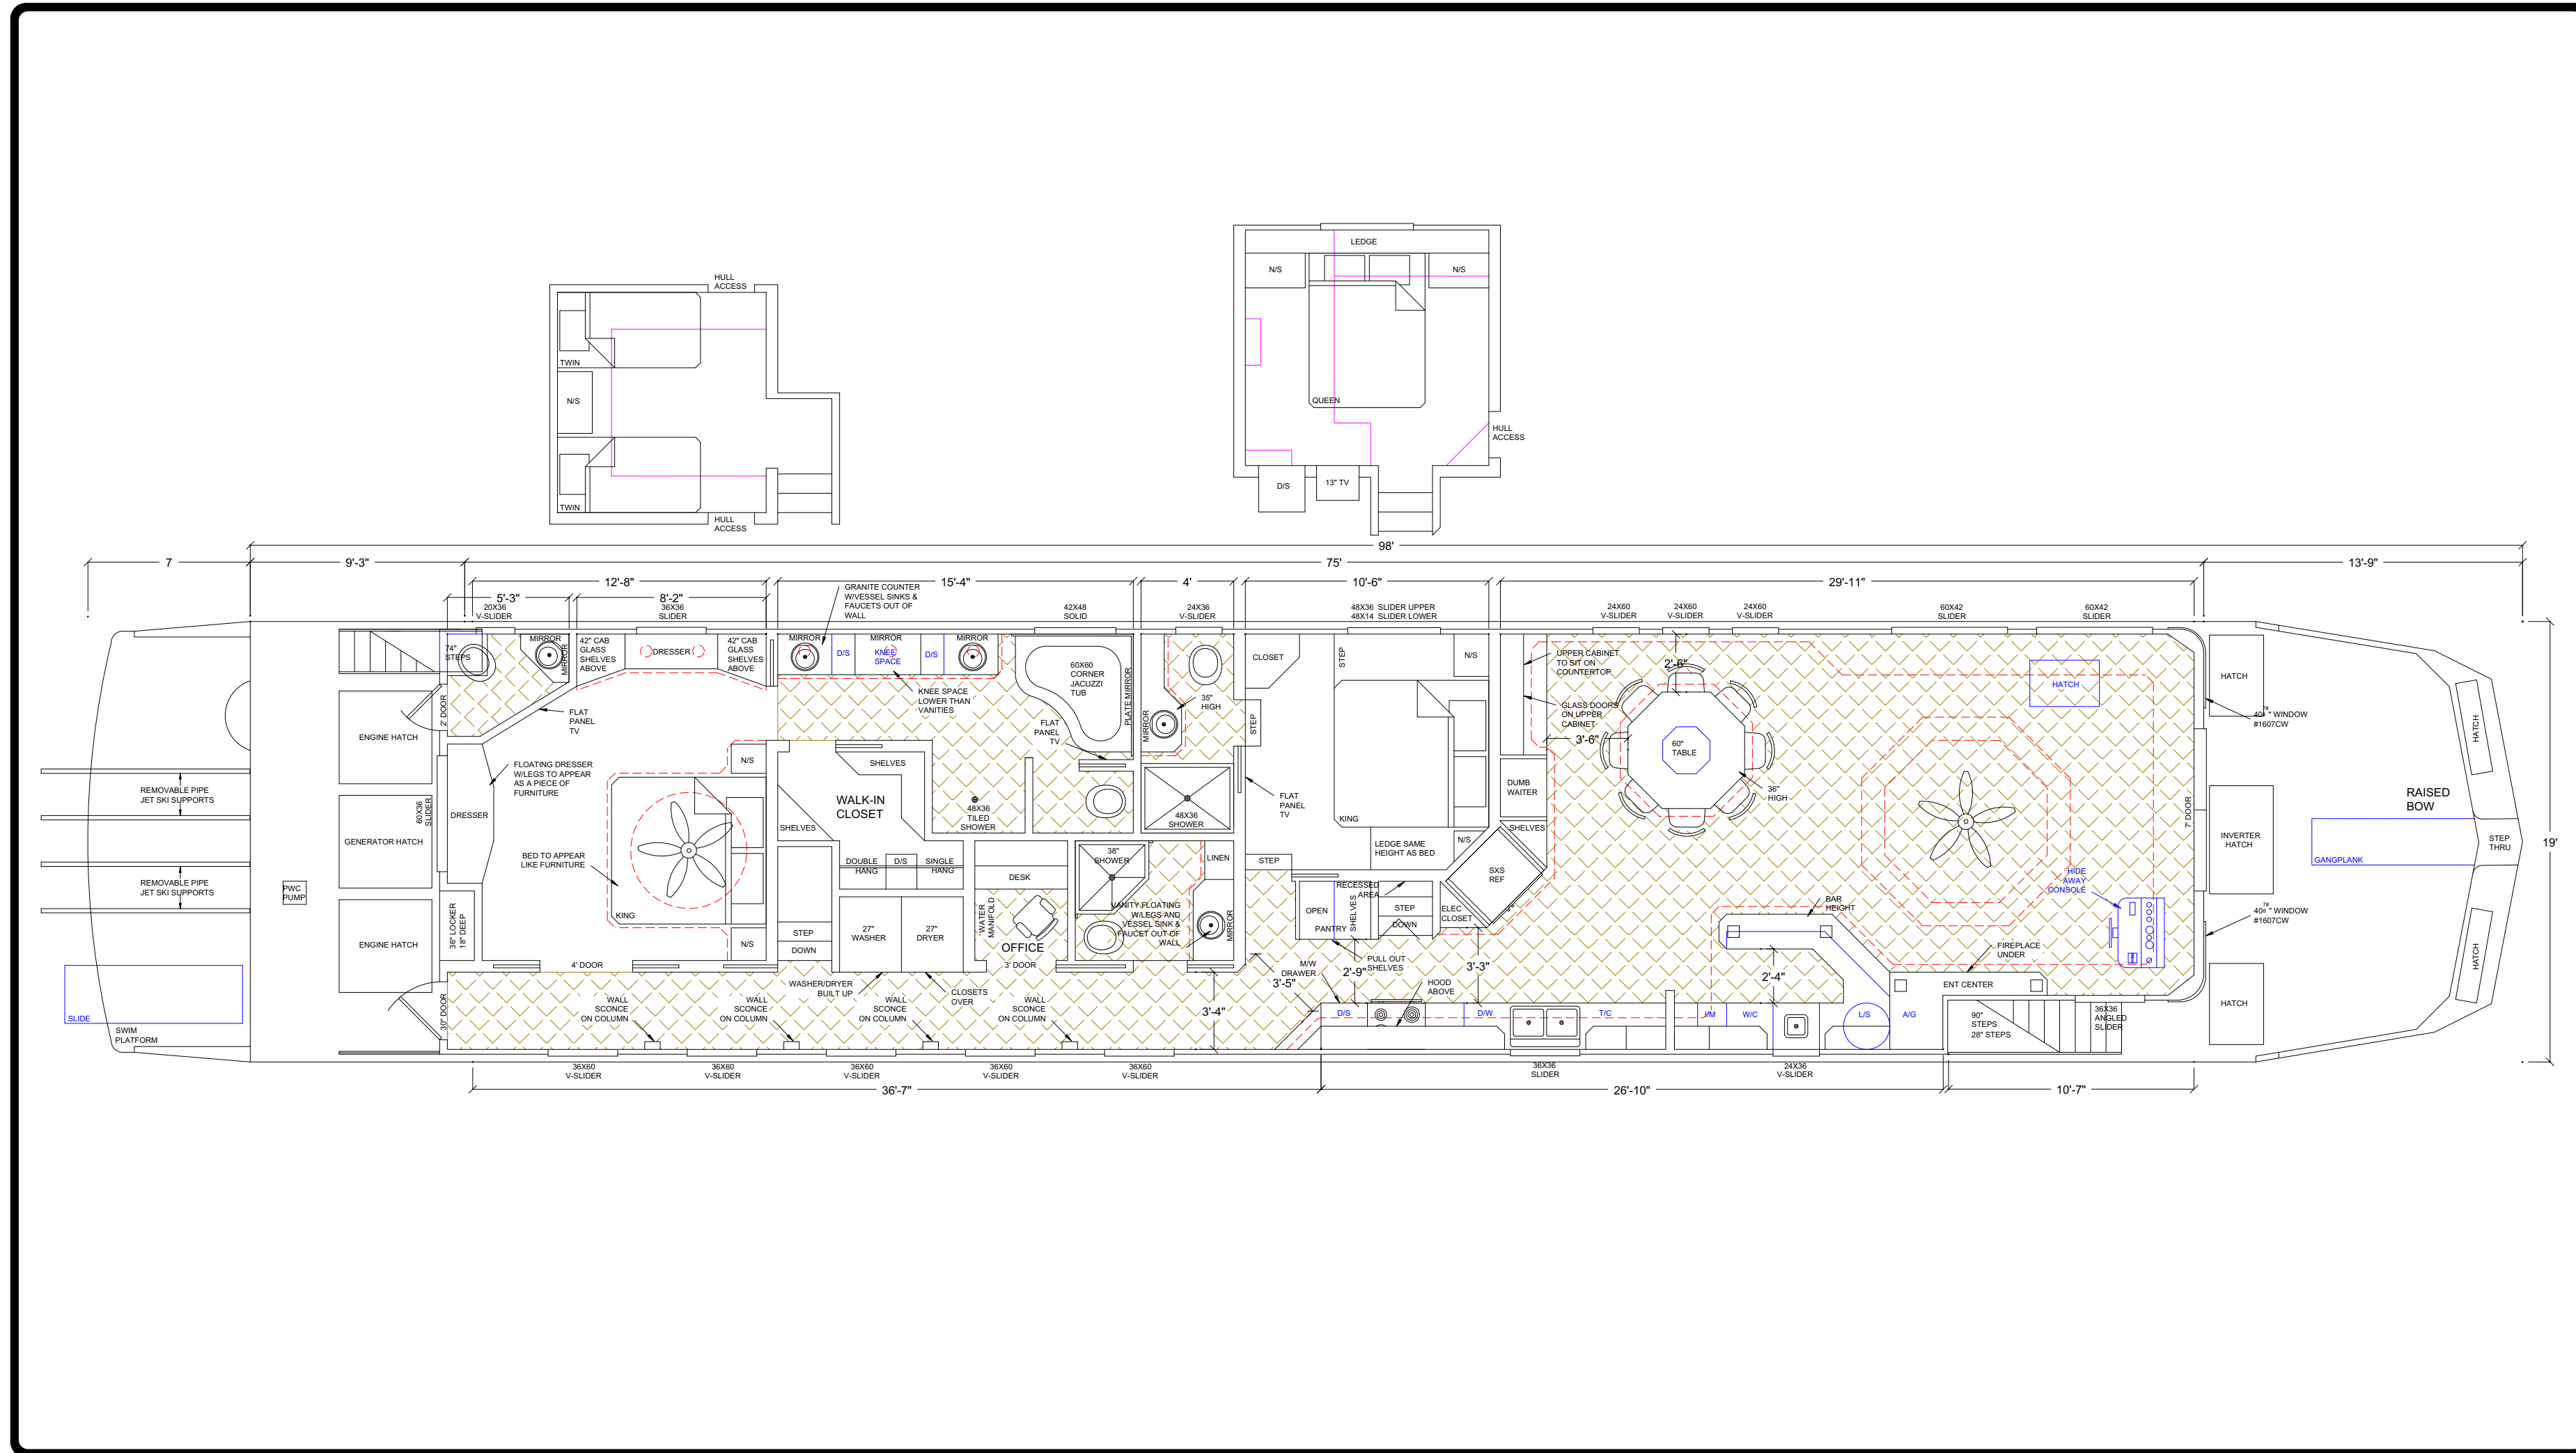 HULL
ACCESS
TWIN
N/S
TWIN
HULL
ACCESS
LEDGE
N/S
N/S
QUEEN
HULL
ACCESS
D/S
13" TV
98'
7
9'-3"
75'
13'-9"
12'-8"
15'-4"
4'
10'-6"
29'-11"
5'-3"
8'-2"
20X36
V-SLIDER
36X36
SLIDER
GRANITE COUNTER
W/VESSEL SINKS &
FAUCETS OUT OF
WALL
42X48
SOLID
24X36
V-SLIDER
48X36 SLIDER UPPER
48X14 SLIDER LOWER
24X60
V-SLIDER
24X60
V-SLIDER
24X60
V-SLIDER
60X42
SLIDER
60X42
SLIDER
74"
STEPS
MIRROR
MIRROR
42" CAB
GLASS
SHELVES
ABOVE
DRESSER
42" CAB
GLASS
SHELVES
ABOVE
MIRROR
D/S
MIRROR
KNEE
SPACE
D/S
MIRROR
KNEE SPACE
LOWER THAN
VANITIES
60X60
CORNER
JACUZZI
TUB
PLATE MIRROR
FLAT
PANEL
TV
MIRROR
35"
HIGH
CLOSET
STEP
STEP
N/S
UPPER CABINET
TO SIT ON
COUNTERTOP
GLASS DOORS
ON UPPER
CABINET
2'-6"
3'-6"
60"
TABLE
36"
HIGH
HATCH
HATCH
7"
40 8 " WINDOW
#1607CW
HATCH
2' DOOR
FLAT
PANEL
TV
ENGINE HATCH
FLOATING DRESSER
W/LEGS TO APPEAR
AS A PIECE OF
FURNITURE
N/S
SHELVES
WALK-IN
CLOSET
SHELVES
48X36
TILED
SHOWER
48X36
SHOWER
FLAT
PANEL
TV
KING
DUMB
WAITER
SHELVES
REMOVABLE PIPE
JET SKI SUPPORTS
60X36
SLIDER
DRESSER
GENERATOR HATCH
7' DOOR
INVERTER
HATCH
RAISED
BOW
STEP
THRU
19'
GANGPLANK
BED TO APPEAR
LIKE FURNITURE
KING
N/S
DOUBLE
HANG
D/S
SINGLE
HANG
DESK
38"
SHOWER
LINEN
STEP
LEDGE SAME
HEIGHT AS BED
N/S
SXS
REF
REMOVABLE PIPE
JET SKI SUPPORTS
PWC
PUMP
36" LOCKER
18" DEEP
ENGINE HATCH
STEP
DOWN
27"
WASHER
27"
DRYER
WATER
MANIFOLD
OFFICE
VANITY FLOATING
W/LEGS AND
VESSEL SINK &
FAUCET OUT OF
WALL
MIRROR
OPEN
PANTRY
SHELVES
RECESSED
AREA
STEP
DOWN
ELEC
CLOSET
BAR
HEIGHT
HIDE
AWAY
CONSOLE
7"
40 8 " WINDOW
#1607CW
HATCH
FIREPLACE
UNDER
4' DOOR
3' DOOR
WASHER/DRYER
BUILT UP
CLOSETS
OVER
M/W
DRAWER
2'-9"
PULL OUT
SHELVES
HOOD
ABOVE
3'-3"
3'-5"
2'-4"
3'-4"
ENT CENTER
HATCH
30" DOOR
WALL
SCONCE
ON COLUMN
WALL
SCONCE
ON COLUMN
WALL
SCONCE
ON COLUMN
WALL
SCONCE
ON COLUMN
D/S
D/W
T/C
I/M
W/C
L/S
A/G
90"
STEPS
28" STEPS
36X36
ANGLED
SLIDER
SLIDE
SWIM
PLATFORM
36X60
V-SLIDER
36X60
V-SLIDER
36X60
V-SLIDER
36X60
V-SLIDER
36X60
V-SLIDER
36X36
SLIDER
24X36
V-SLIDER
36'-7"
26'-10"
10'-7"